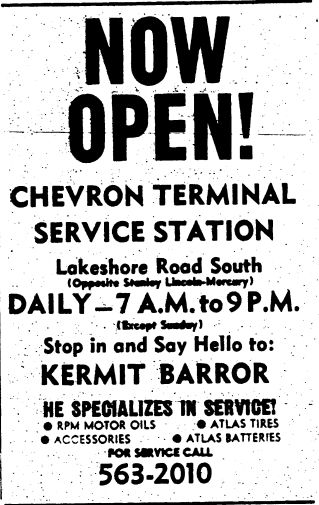 NOW
OPEN!
CHEVRON TERMINAL
SERVICE STATION
Lakeshore Road South
(Opposite Stanley Lincoln-Mercury)
DAILY — 7 A.M. to 9 P.M.
(Except Sunday)
Stop in and Say Hello to:
KERMIT BARROR
HE SPECIALIZES IN SERVICE!
● RPM MOTOR OILS ● ATLAS TIRES
● ACCESSORIES ● ATLAS BATTERIES
FOR SERVICE CALL
563-2010